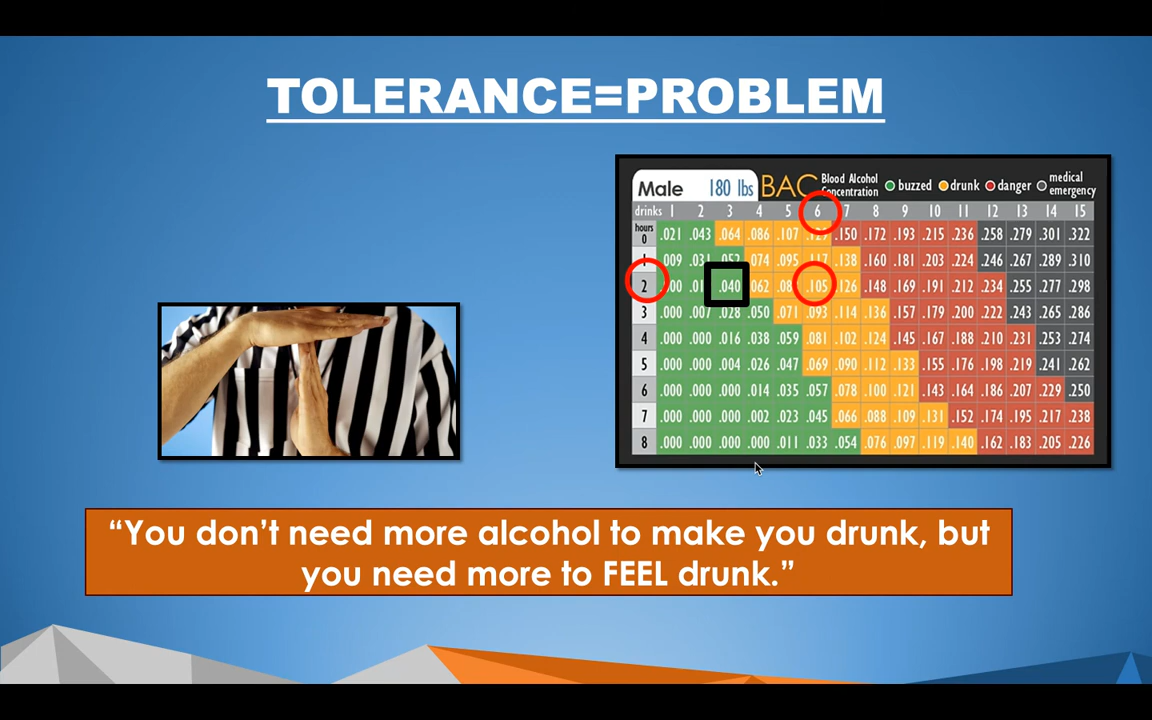 TOLERANCE=PROBLEM
Male 180 lbs BAC Blood Alcohol Concentration buzzed drunk danger medical emergency
drinks 1 2 3 4 5 6 7 8 9 10 11 12 13 14 15
hours 0 .021 .043 .064 .086 .107 .150 .172 .193 .215 .236 .258 .279 .301 .322
1 .009 .031 .052 .074 .095 .117 .138 .160 .181 .203 .224 .246 .267 .289 .310
2 .000 .040 .062 .105 .126 .148 .169 .191 .212 .234 .255 .277 .298
3 .000 .007 .028 .050 .071 .093 .114 .136 .157 .179 .200 .222 .243 .265 .286
4 .000 .000 .016 .038 .059 .081 .102 .124 .145 .167 .188 .210 .231 .253 .274
5 .000 .000 .004 .026 .047 .069 .090 .112 .133 .155 .176 .198 .219 .241 .262
6 .000 .000 .000 .014 .035 .057 .078 .100 .121 .143 .164 .186 .207 .229 .250
7 .000 .000 .000 .002 .023 .045 .066 .088 .109 .131 .152 .174 .195 .217 .238
8 .000 .000 .000 .000 .011 .033 .054 .076 .097 .119 .140 .162 .183 .205 .226
“You don’t need more alcohol to make you drunk, but
you need more to FEEL drunk.”